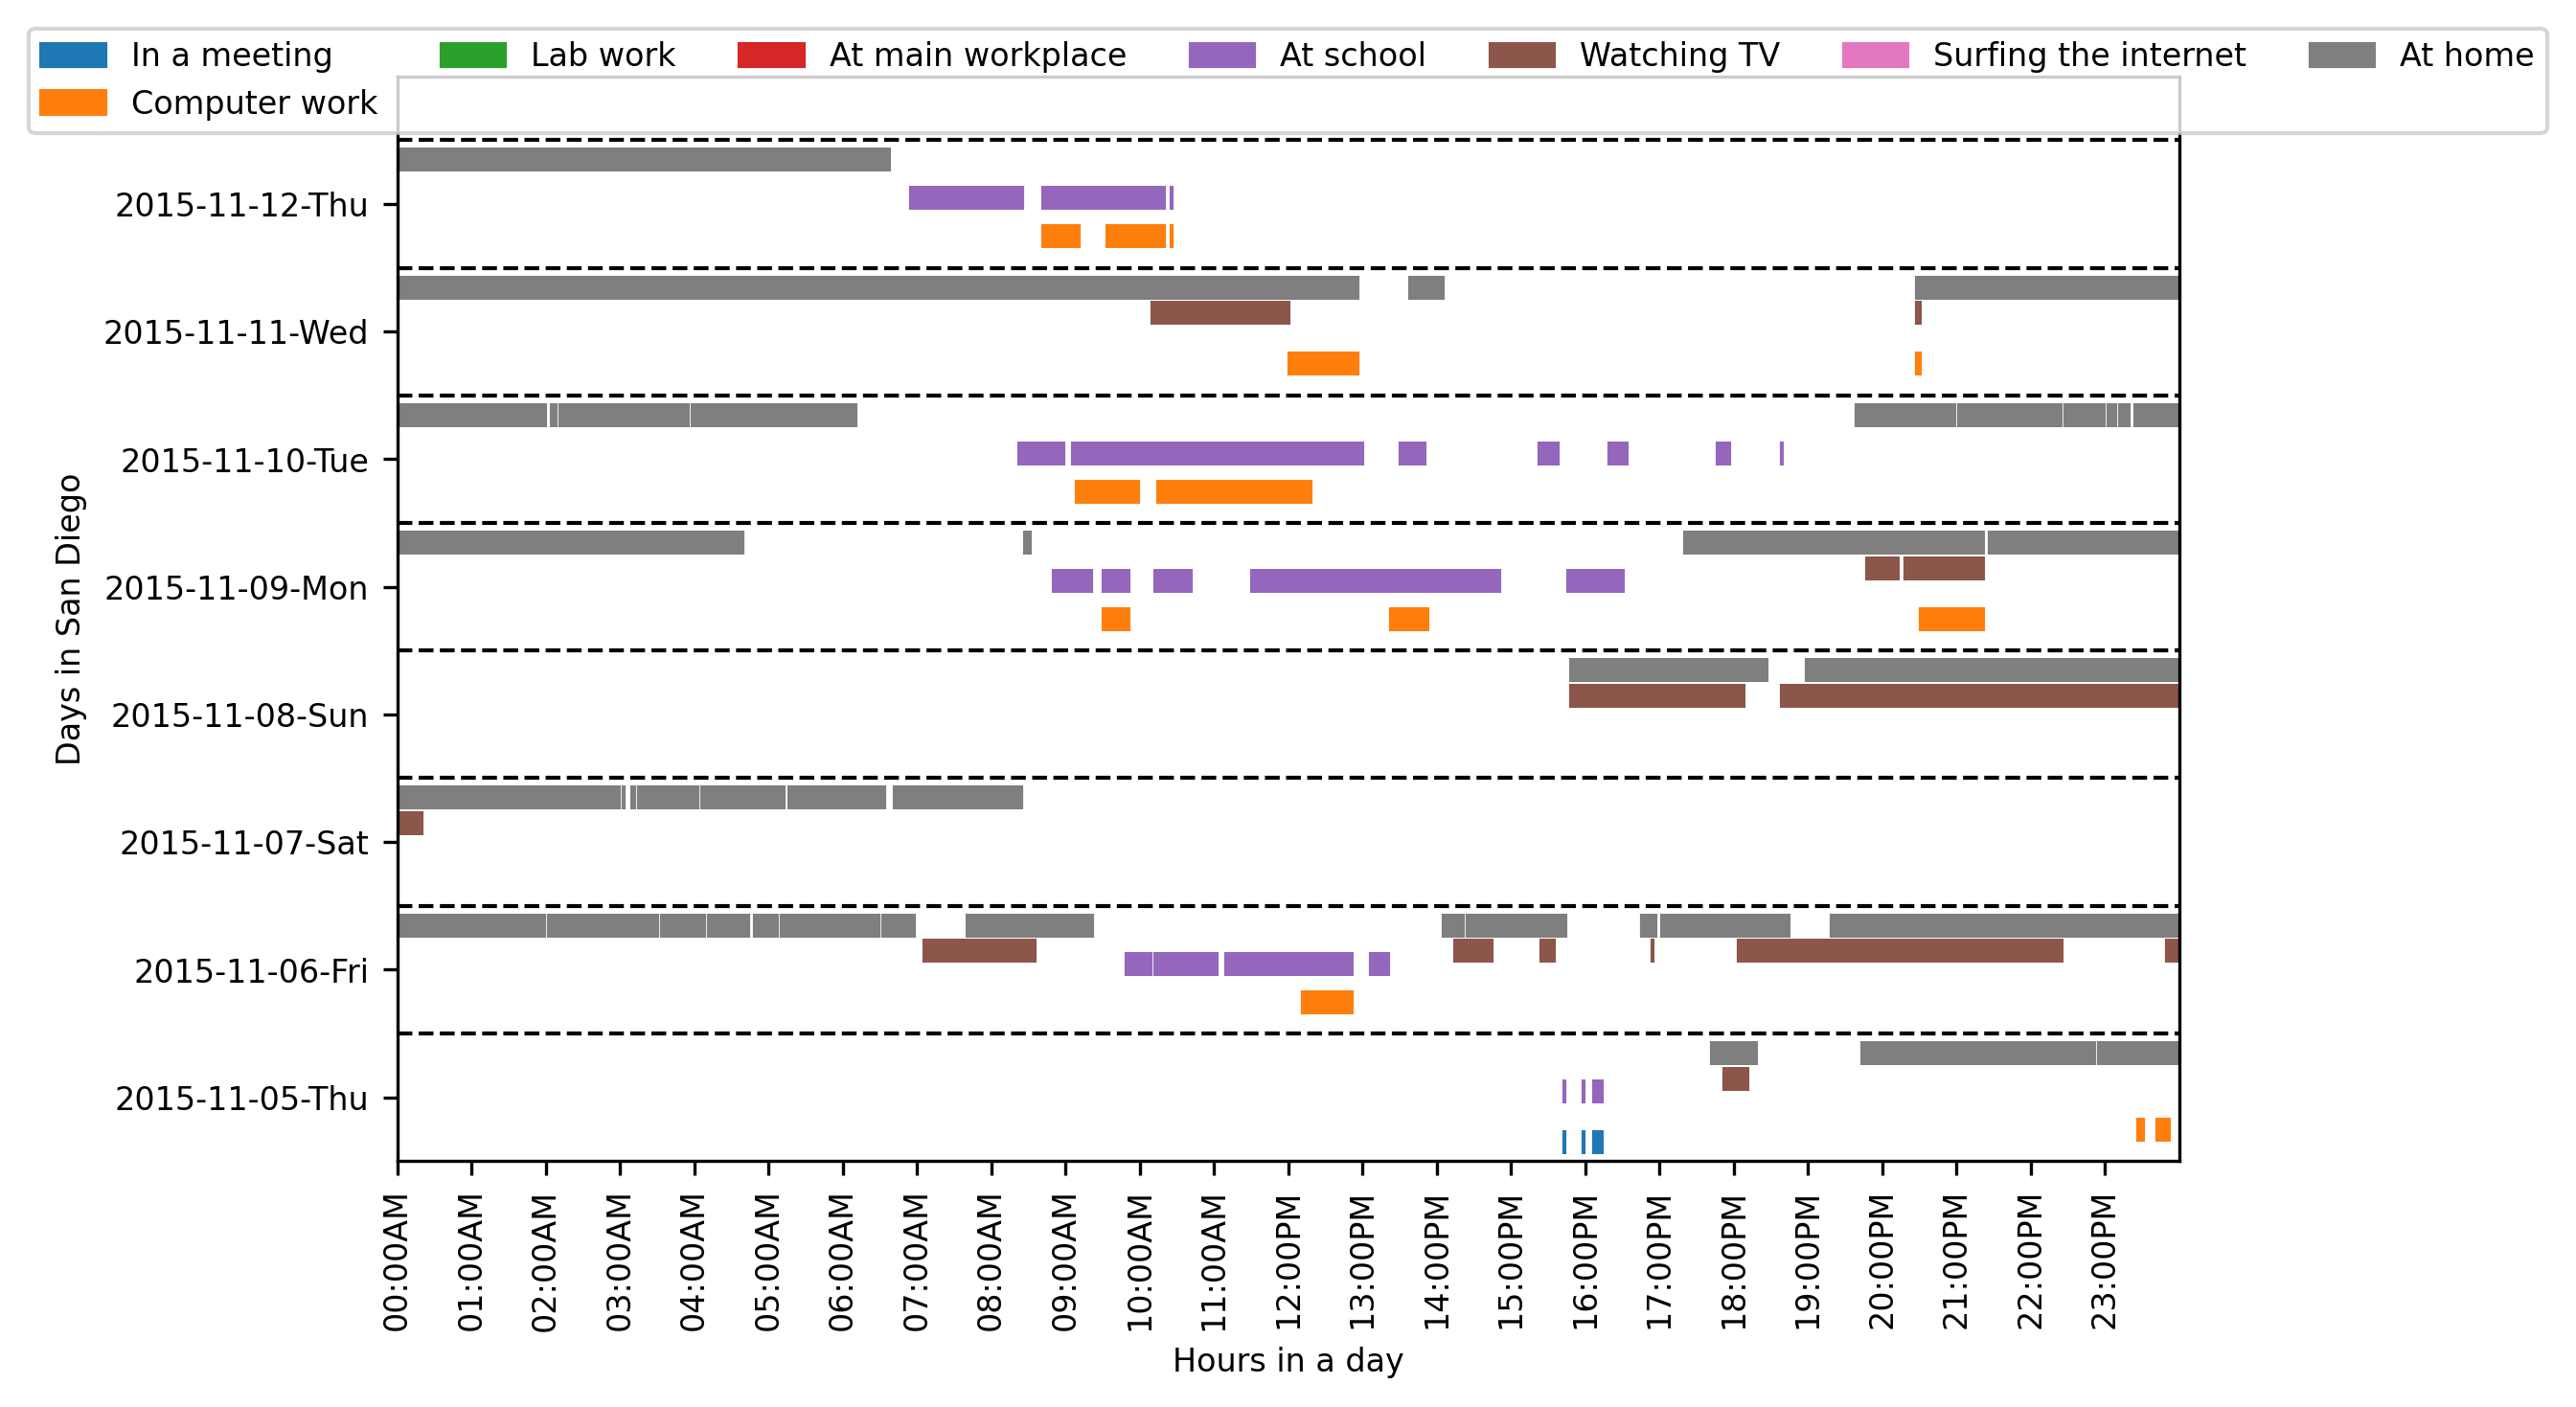 In a meeting Lab work At main workplace At school Watching TV Surfing the internet At home
Computer work
2015-11-12-Thu
2015-11-11-Wed
2015-11-10-Tue
2015-11-09-Mon
2015-11-08-Sun
2015-11-07-Sat
2015-11-06-Fri
2015-11-05-Thu
Days in San Diego
00:00AM
01:00AM
02:00AM
03:00AM
04:00AM
05:00AM
06:00AM
07:00AM
08:00AM
09:00AM
10:00AM
11:00AM
12:00PM
13:00PM
14:00PM
15:00PM
16:00PM
17:00PM
18:00PM
19:00PM
20:00PM
21:00PM
22:00PM
23:00PM
Hours in a day